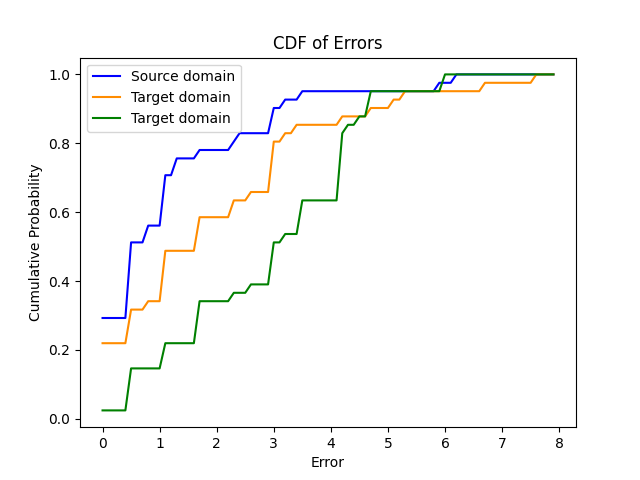 CDF of Errors
Source domain
Target domain
Target domain
Cumulative Probability
1.0
0.8
0.6
0.4
0.2
0.0
0 1 2 3 4 5 6 7 8
Error